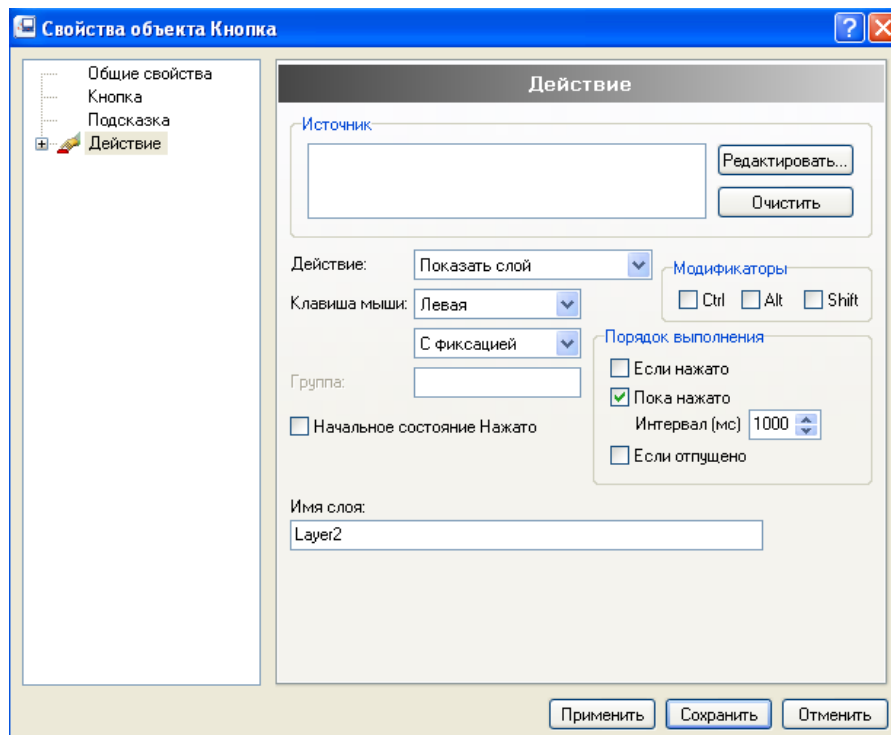 Свойства объекта Кнопка
Общие свойства
Кнопка
Подсказка
Действие
Действие
Источник
Редактировать...
Очистить
Действие: Показать слой
Модификаторы
Ctrl Alt Shift
Клавиша мыши: Левая
С фиксацией
Группа:
Начальное состояние Нажато
Порядок выполнения
Если нажато
Пока нажато
Интервал (мс) 1000
Если отпущено
Имя слоя:
Layer2
Применить Сохранить Отменить